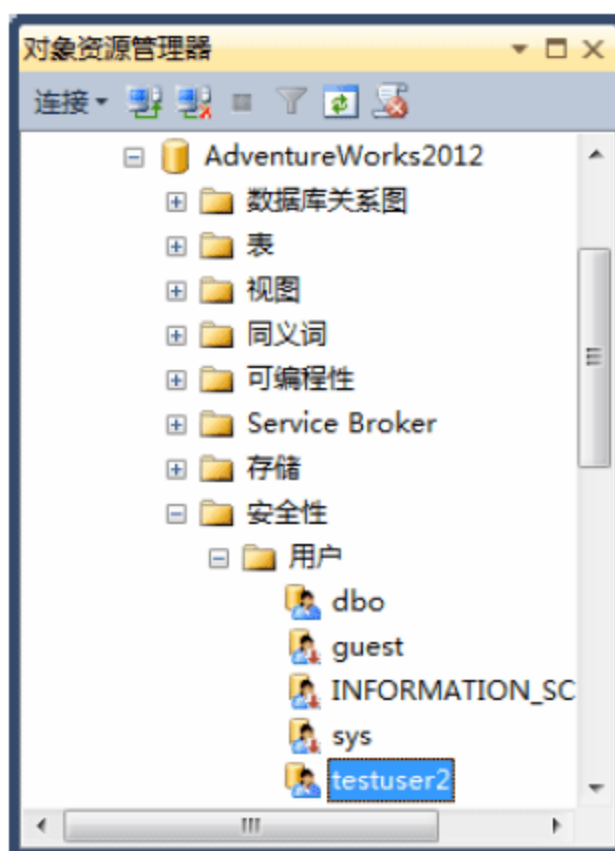 对象资源管理器
连接
AdventureWorks2012
数据库关系图
表
视图
同义词
可编程性
Service Broker
存储
安全性
用户
dbo
guest
INFORMATION_SC
sys
testuser2